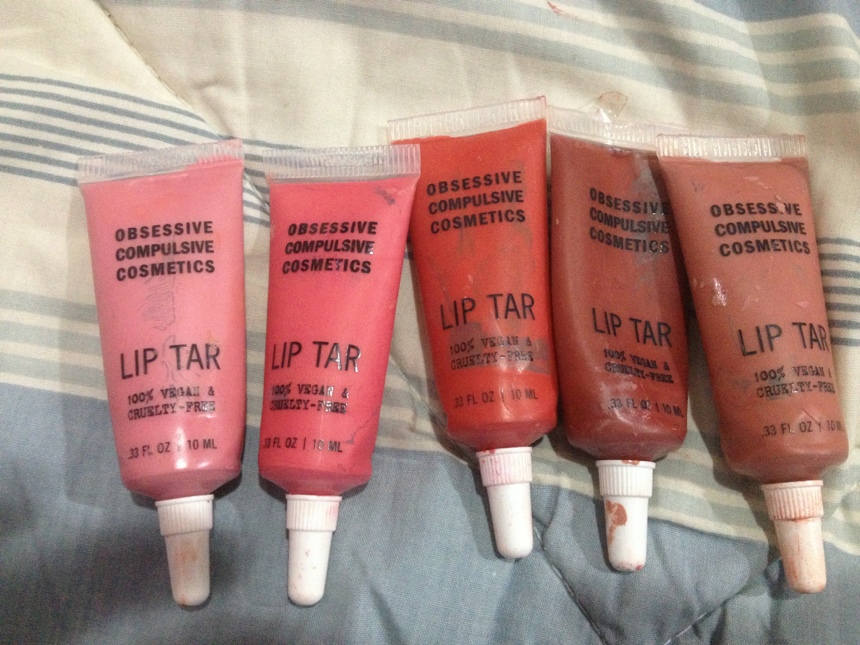 OBSESSIVE
COMPULSIVE
COSMETICS
LIP TAR
100% VEGAN &
CRUELTY-FREE
.33 FL OZ | 10 ML
OBSESSIVE
COMPULSIVE
COSMETICS
LIP TAR
100% VEGAN &
CRUELTY-FREE
.33 FL OZ | 10 ML
OBSESSIVE
COMPULSIVE
COSMETICS
LIP TAR
100% VEGAN &
CRUELTY-FREE
.33 FL OZ | 10 ML
OBSESSIVE
COMPULSIVE
COSMETICS
LIP TAR
100% VEGAN &
CRUELTY-FREE
.33 FL OZ | 10 ML
OBSESSIVE
COMPULSIVE
COSMETICS
LIP TAR
100% VEGAN &
CRUELTY-FREE
.33 FL OZ | 10 ML